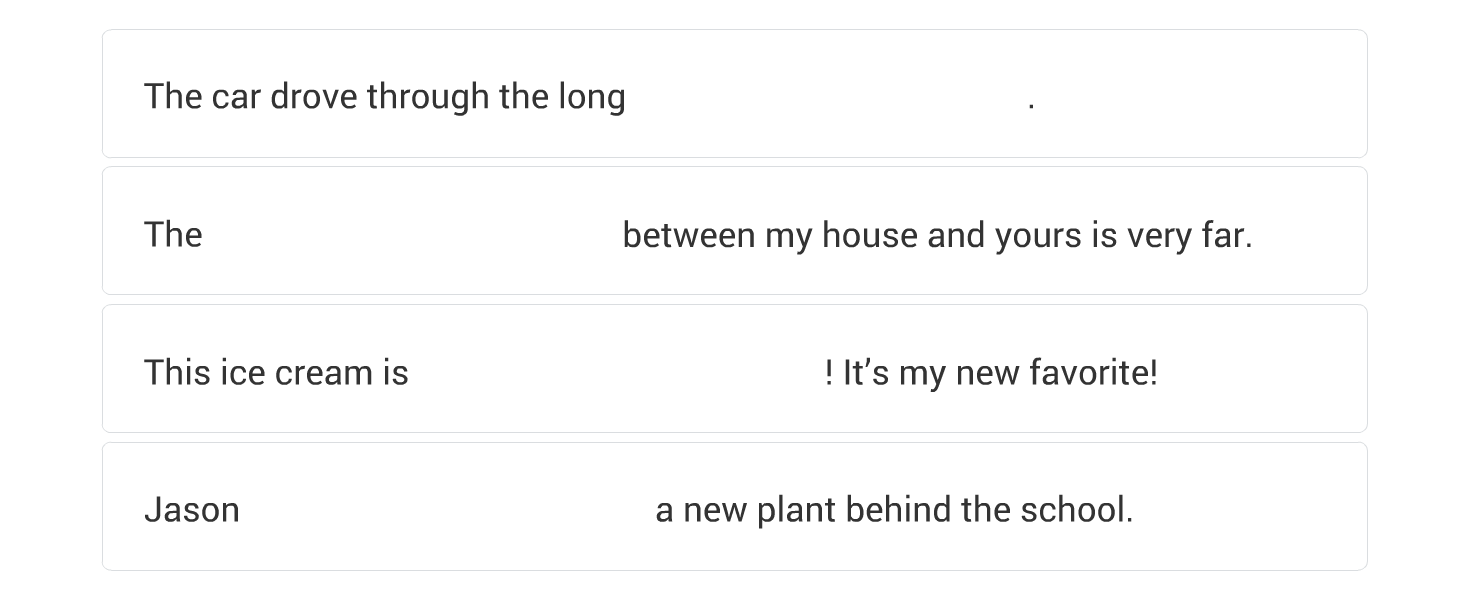 The car drove through the long .
The between my house and yours is very far.
This ice cream is ! It’s my new favorite!
Jason a new plant behind the school.